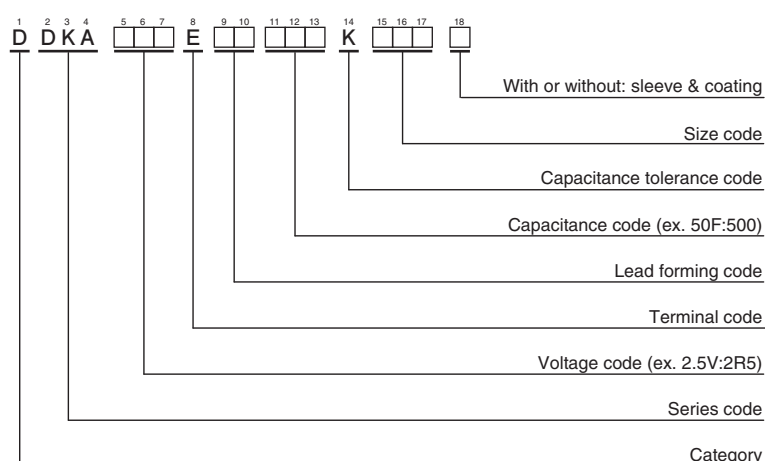 1 2 3 4 5 6 7 8 9 10 11 12 13 14 15 16 17 18
D DKA E K
With or without: sleeve & coating
Size code
Capacitance tolerance code
Capacitance code (ex. 50F:500)
Lead forming code
Terminal code
Voltage code (ex. 2.5V:2R5)
Series code
Category